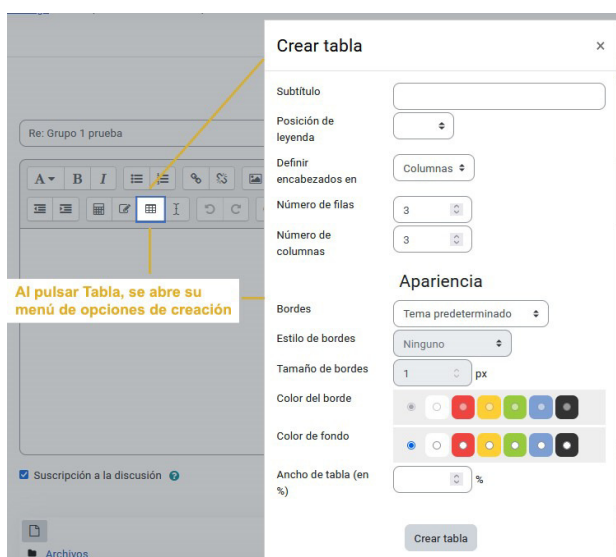 Crear tabla
×
Subtítulo
Posición de
leyenda
Definir
encabezados en
Columnas
Número de filas
3
Número de
columnas
3
Apariencia
Bordes
Tema predeterminado
Estilo de bordes
Ninguno
Tamaño de bordes
1
px
Color del borde
Color de fondo
Ancho de tabla (en
%)
%
Crear tabla
Re: Grupo 1 prueba
A B I
Al pulsar Tabla, se abre su
menú de opciones de creación
Suscripción a la discusión ?
Archivos